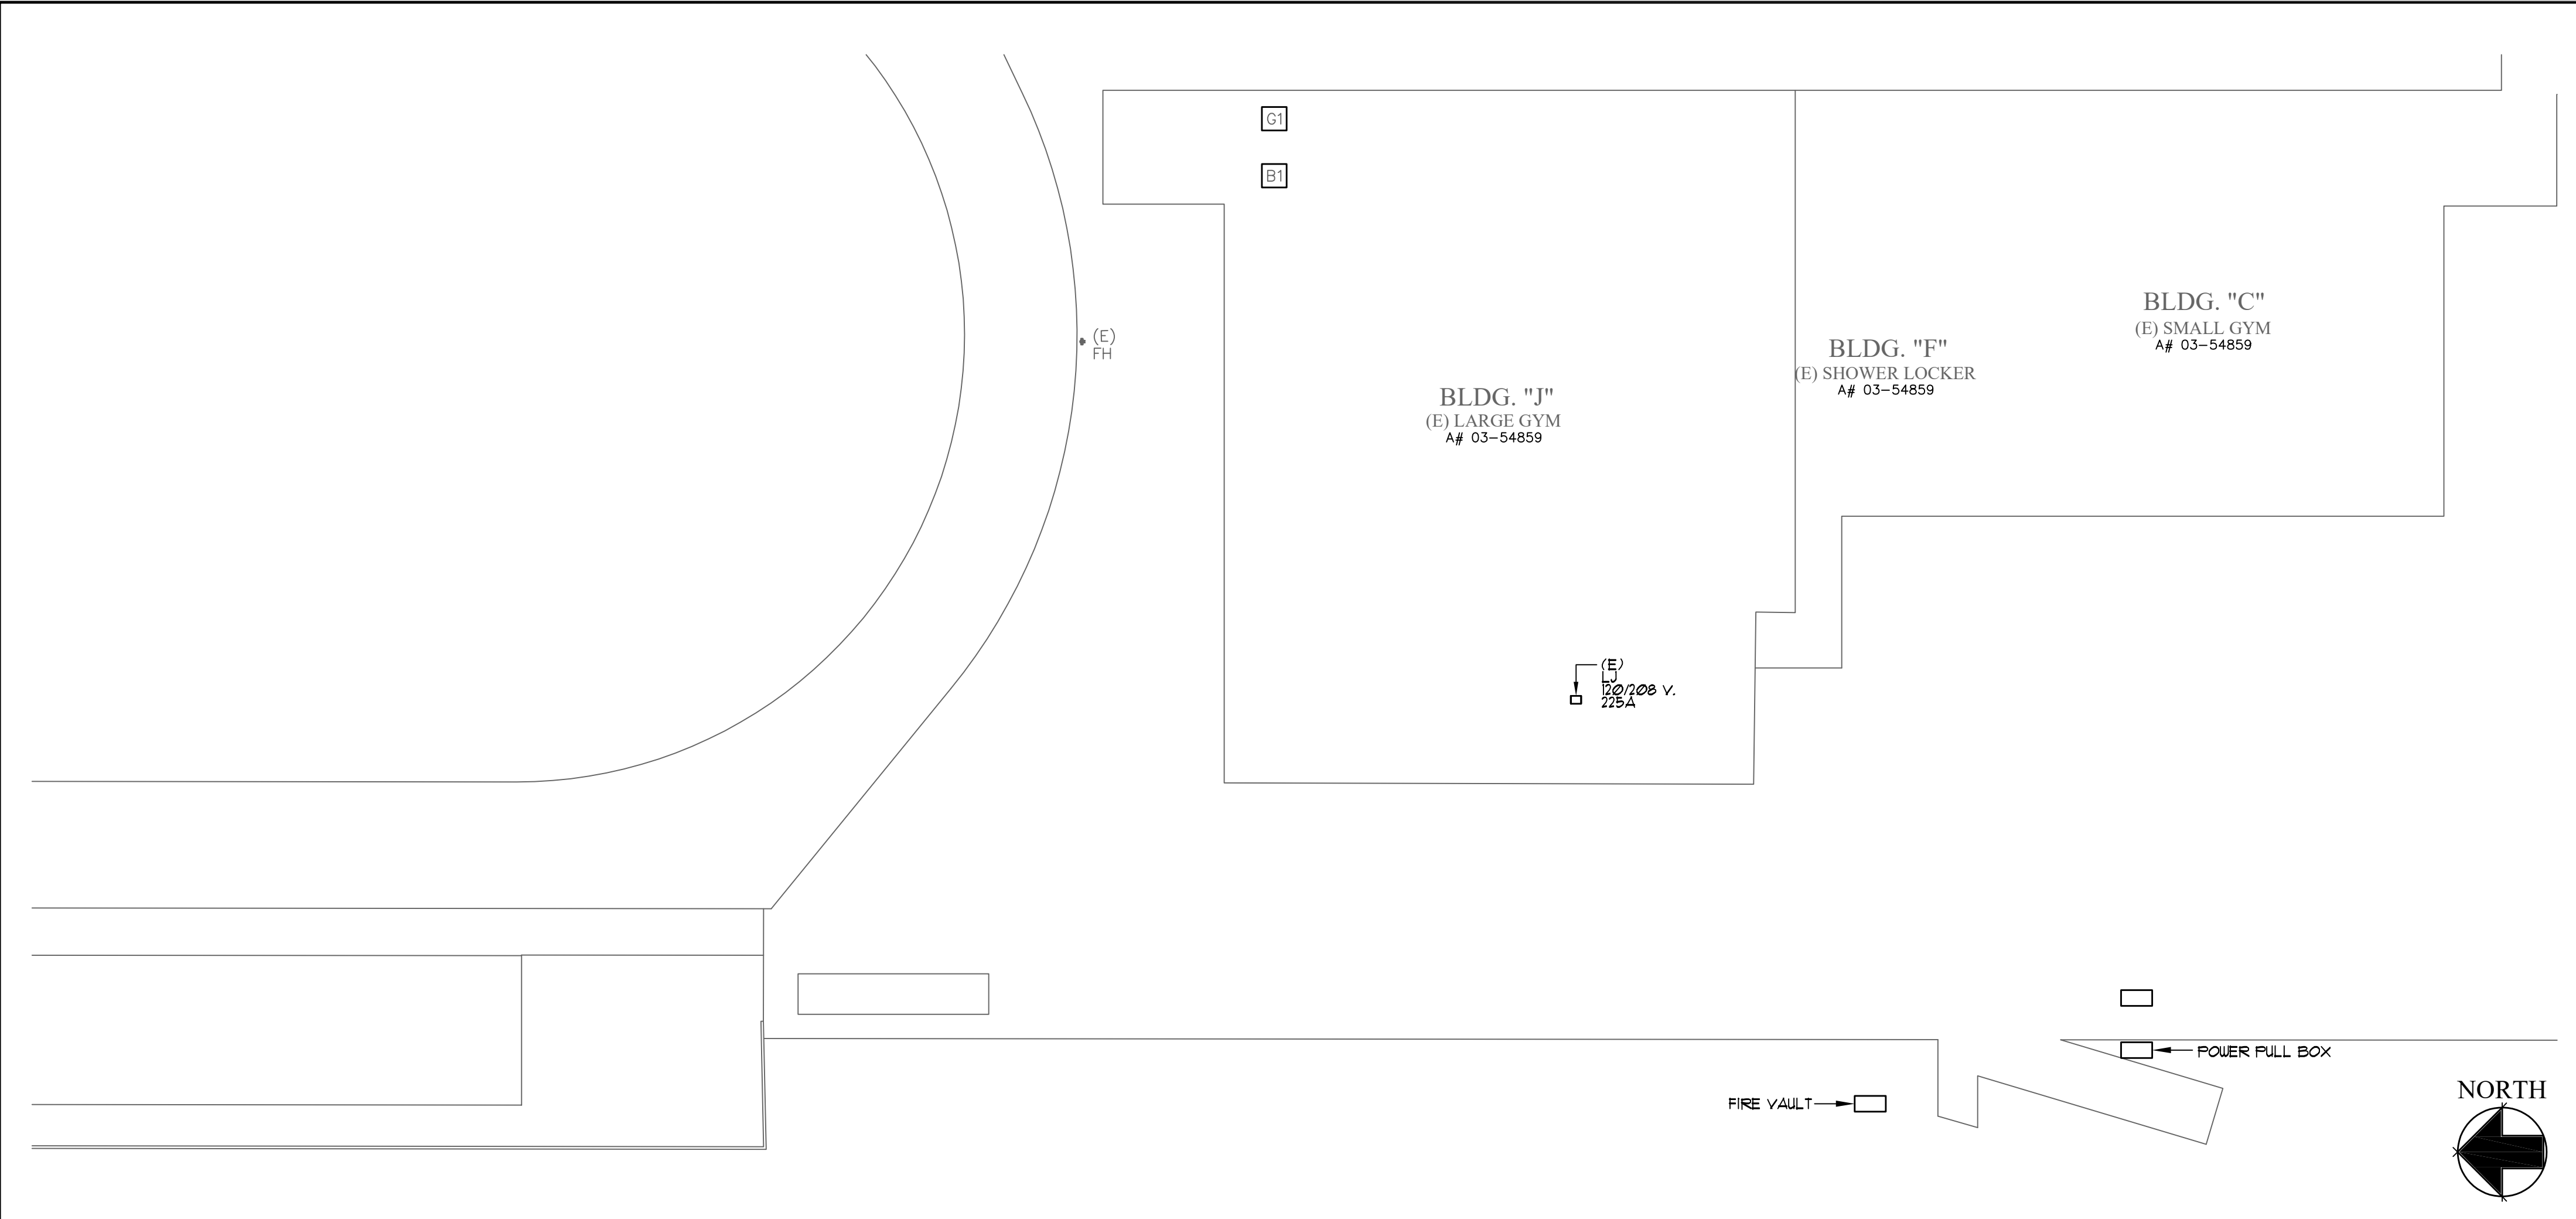 G1
B1
(E)
FH
BLDG. "J"
(E) LARGE GYM
A# 03-54859
BLDG. "F"
(E) SHOWER LOCKER
A# 03-54859
BLDG. "C"
(E) SMALL GYM
A# 03-54859
(E)
LJ
120/208 V.
225A
POWER PULL BOX
FIRE VAULT
NORTH